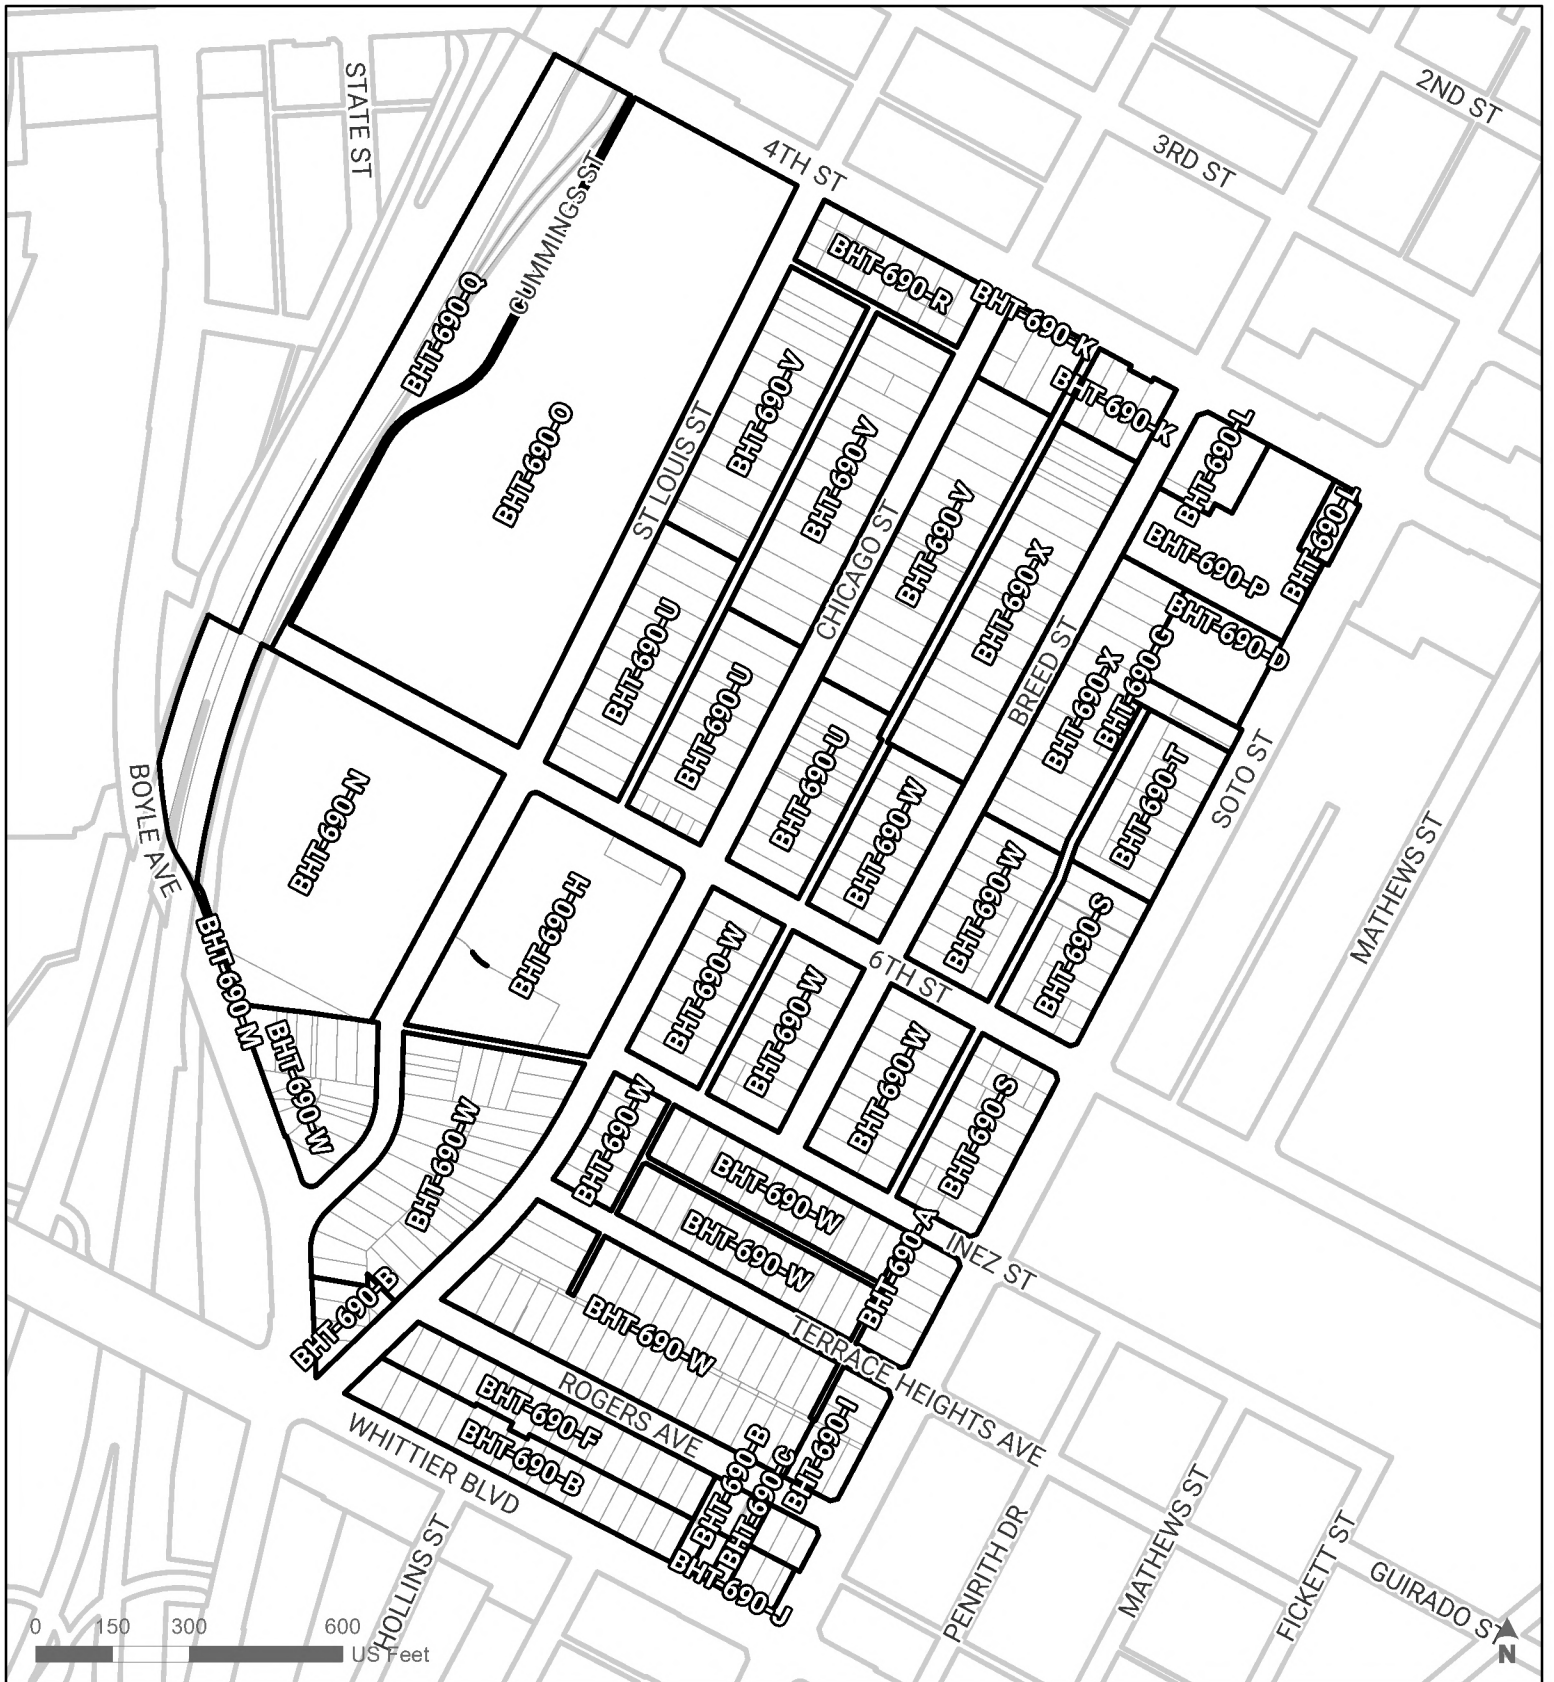 2ND ST
STATE ST
3RD ST
4TH ST
CUMMINGS ST
BHT-690-R
BHT-690-Q
BHT-690-K
BHT-690-K
BHT-690-V
BHT-690-O
BHT-690-V
BHT-690-L
ST LOUIS ST
BHT-690-V
BHT-690-L
CHICAGO ST
BHT-690-X
BHT-690-P
BHT-690-D
BHT-690-U
BREED ST
BHT-690-G
BHT-690-X
BHT-690-U
SOTO ST
BHT-690-U
BHT-690-T
BOYLE AVE
BHT-690-N
BHT-690-W
MATHEWS ST
BHT-690-W
BHT-690-H
BHT-690-S
6TH ST
BHT-690-W
BHT-690-M
BHT-690-W
BHT-690-W
BHT-690-W
BHT-690-S
BHT-690-W
BHT-690-W
BHT-690-W
BHT-690-W
BHT-690-A
INEZ ST
BHT-690-B
BHT-690-W
TERRACE HEIGHTS AVE
ROGERS AVE
BHT-690-F
BHT-690-I
BHT-690-B
WHITTIER BLVD
BHT-690-B
BHT-690-C
BHT-690-J
HOLLINS ST
PENRITH DR
MATHEWS ST
FICKETT ST
GUIRADO ST
0 150 300 600
US Feet
N